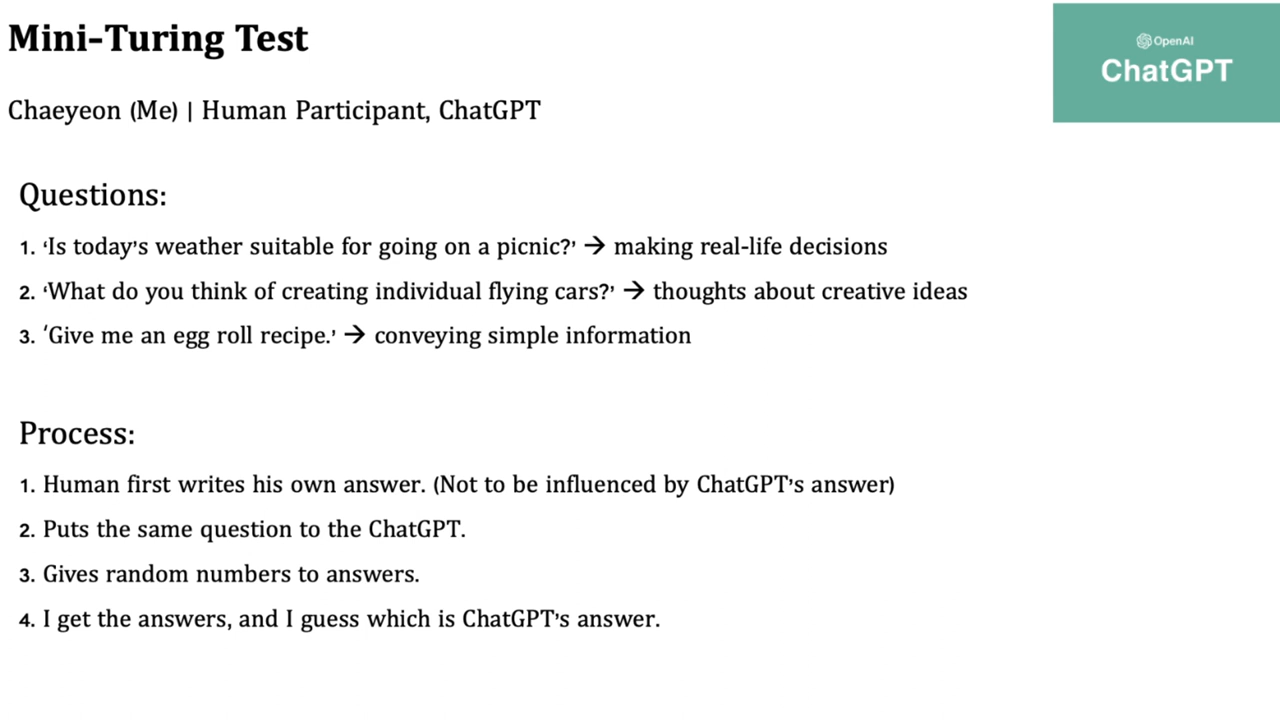 Mini-Turing Test
OpenAI
ChatGPT
Chaeyeon (Me) | Human Participant, ChatGPT
Questions:
1. ‘Is today’s weather suitable for going on a picnic?’ → making real-life decisions
2. ‘What do you think of creating individual flying cars?’ → thoughts about creative ideas
3. ‘Give me an egg roll recipe.’ → conveying simple information
Process:
1. Human first writes his own answer. (Not to be influenced by ChatGPT’s answer)
2. Puts the same question to the ChatGPT.
3. Gives random numbers to answers.
4. I get the answers, and I guess which is ChatGPT’s answer.